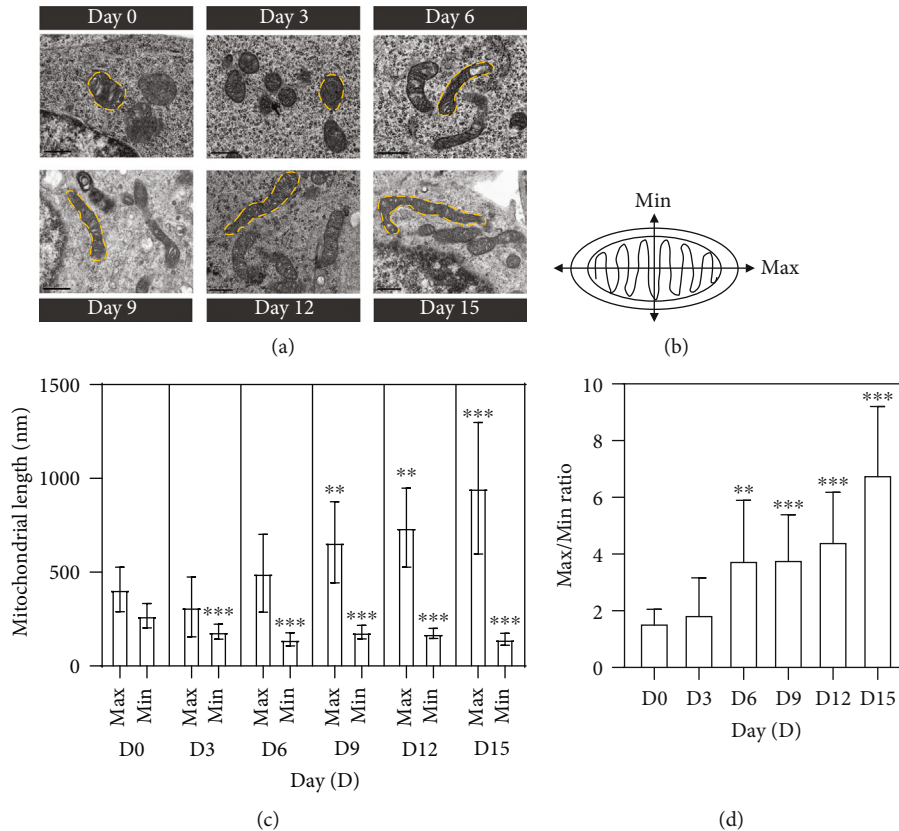 Day 0
Day 3
Day 6
Day 9
Day 12
Day 15
(a)
Min
Max
(b)
Mitochondrial length (nm)
1500
1000
500
0
***
***
**
***
**
***
***
***
Max
Min
Max
Min
Max
Min
Max
Min
Max
Min
Max
Min
D0
D3
D6
D9
D12
D15
Day (D)
(c)
Max/Min ratio
10
8
6
4
2
0
**
***
***
***
D0
D3
D6
D9
D12
D15
Day (D)
(d)